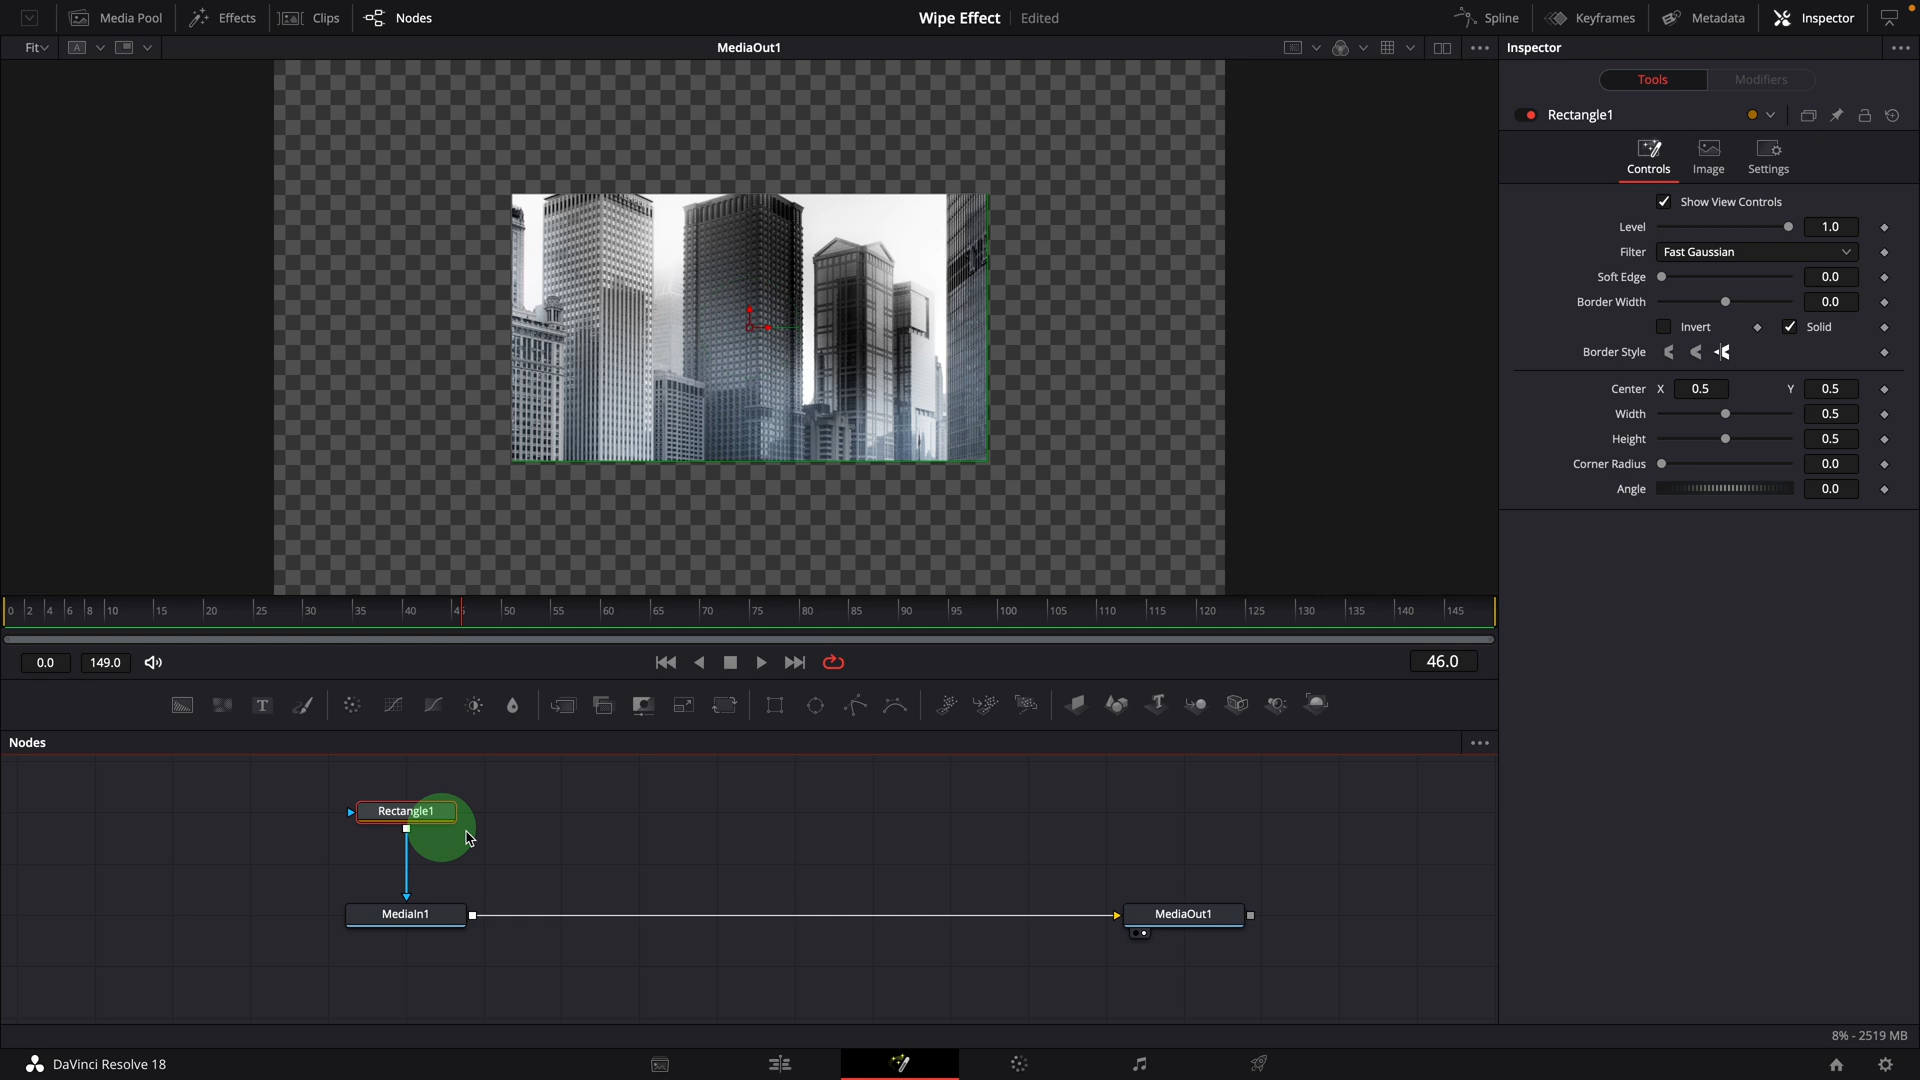 Media Pool Effects Clips Nodes Wipe Effect Edited Spline Keyframes Metadata Inspector
Fit A MediaOut1 Inspector
Tools Modifiers
Rectangle1
Controls Image Settings
Show View Controls
Level 1.0
Filter Fast Gaussian
Soft Edge 0.0
Border Width 0.0
Invert Solid
Border Style
Center X 0.5 Y 0.5
Width 0.5
Height 0.5
Corner Radius 0.0
Angle 0.0
0 2 4 6 8 10 15 20 25 30 35 40 45 50 55 60 65 70 75 80 85 90 95 100 105 110 115 120 125 130 135 140 145
0.0 149.0 46.0
T T
Nodes
Rectangle1
MediaIn1 MediaOut1
8% - 2519 MB
DaVinci Resolve 18